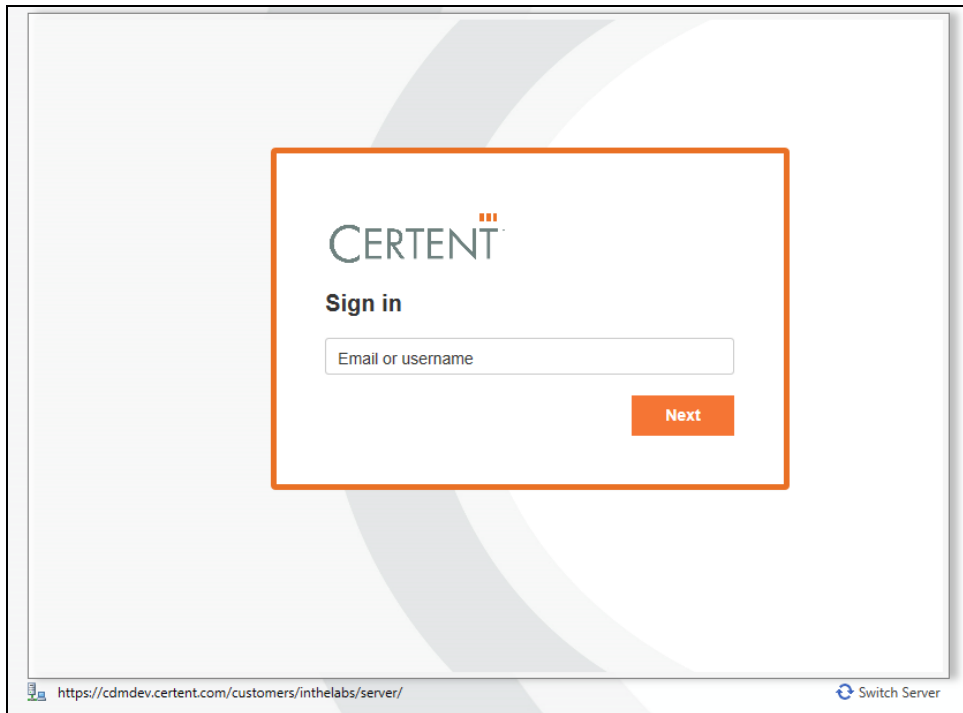 CERTENT
Sign in
Email or username
Next
https://cdmdev.certent.com/customers/inthelabs/server/
Switch Server